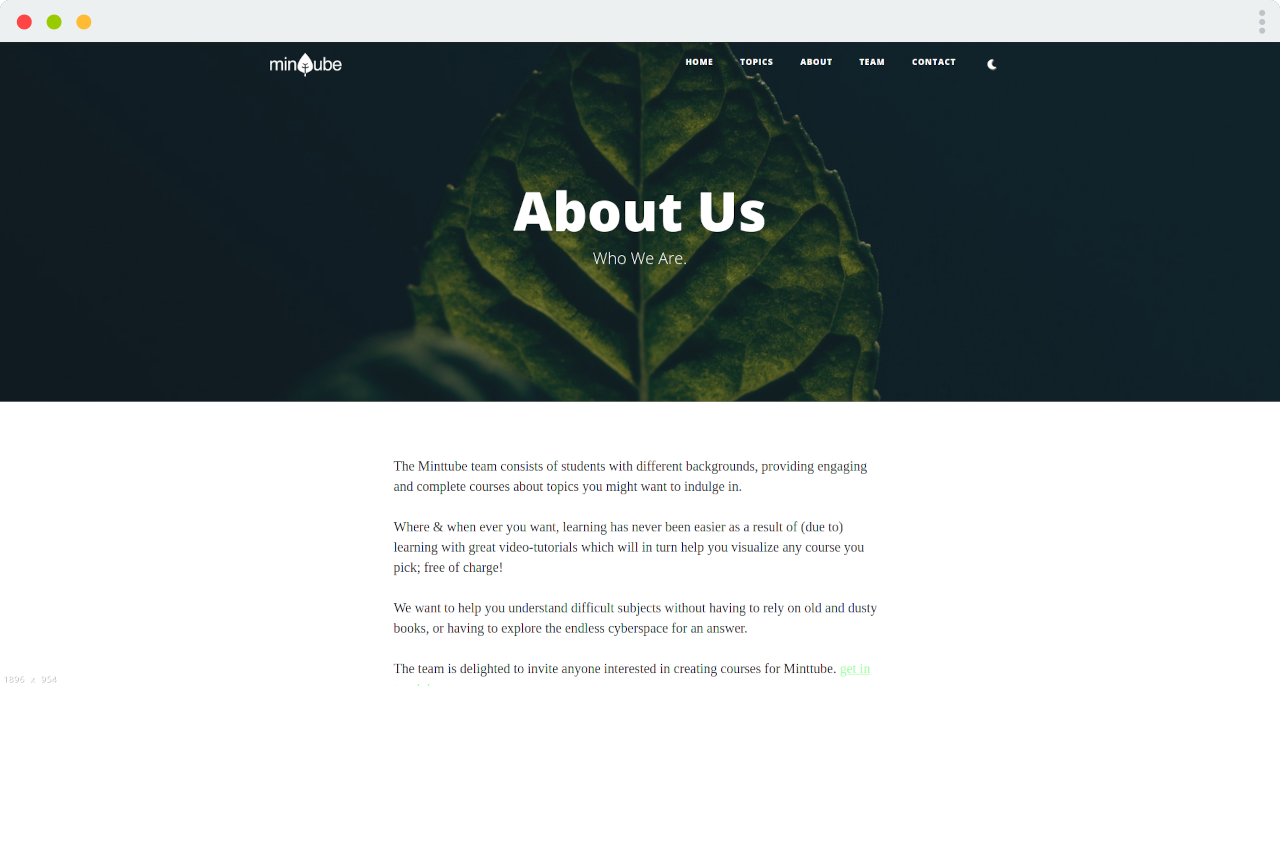 mintube
HOME TOPICS ABOUT TEAM CONTACT
About Us
Who We Are.
The Minttube team consists of students with different backgrounds, providing engaging
and complete courses about topics you might want to indulge in.
Where & when ever you want, learning has never been easier as a result of (due to)
learning with great video-tutorials which will in turn help you visualize any course you
pick; free of charge!
We want to help you understand difficult subjects without having to rely on old and dusty
books, or having to explore the endless cyberspace for an answer.
The team is delighted to invite anyone interested in creating courses for Minttube. get in
1896 x 954